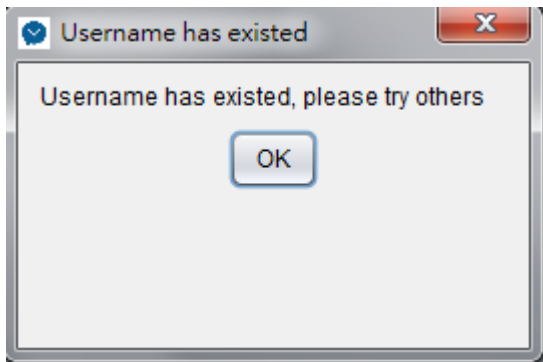 Username has existed
Username has existed, please try others
OK